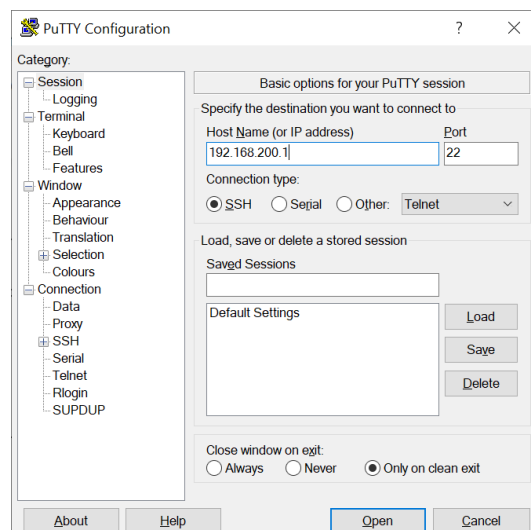 PuTTY Configuration
?
Category:
Session
Logging
Terminal
Keyboard
Bell
Features
Window
Appearance
Behaviour
Translation
Selection
Colours
Connection
Data
Proxy
SSH
Serial
Telnet
Rlogin
SUPDUP
Basic options for your PuTTY session
Specify the destination you want to connect to
Host Name (or IP address) Port
192.168.200.1 22
Connection type:
SSH Serial Other: Telnet
Load, save or delete a stored session
Saved Sessions
Default Settings
Load
Save
Delete
Close window on exit:
Always Never Only on clean exit
About Help Open Cancel